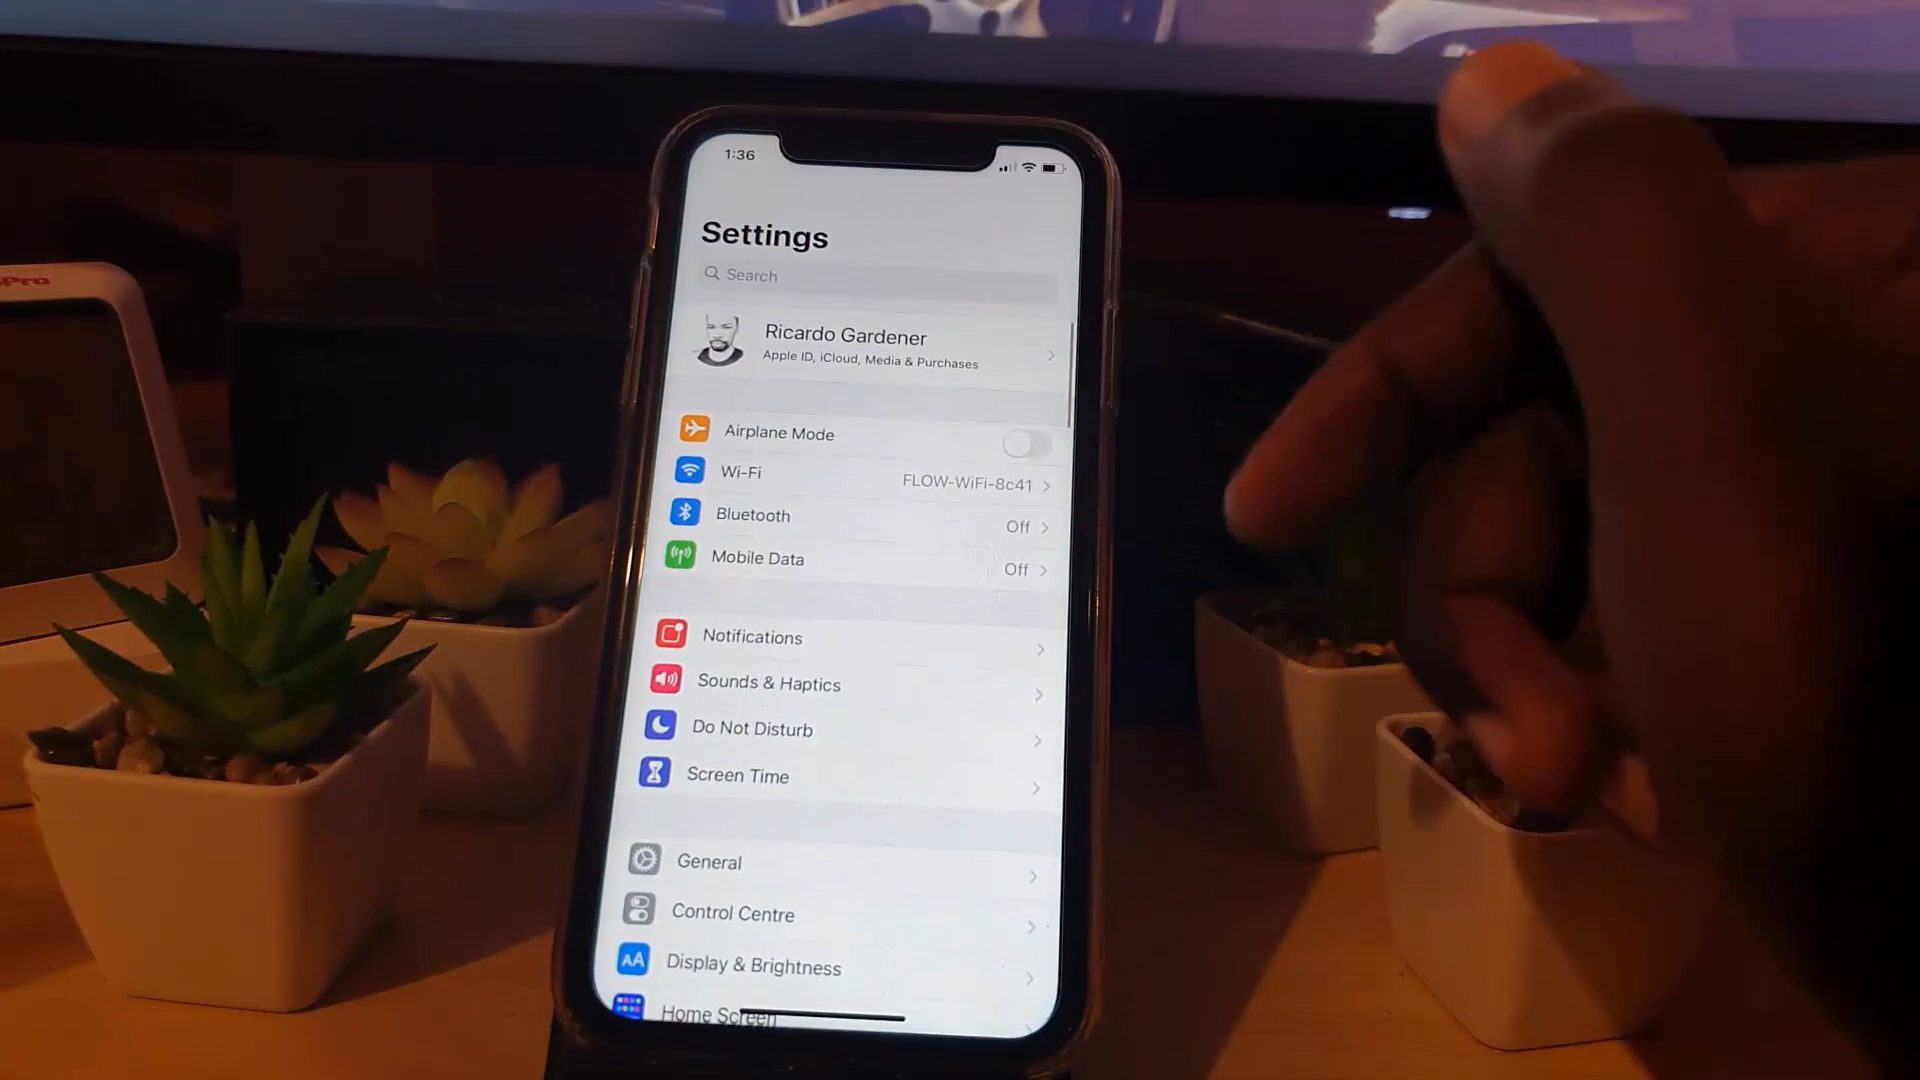 1:36
Settings
Search
Ricardo Gardener
Apple ID, iCloud, Media & Purchases
Airplane Mode
Wi-Fi FLOW-WiFi-8c41
Bluetooth Off
Mobile Data Off
Notifications
Sounds & Haptics
Do Not Disturb
Screen Time
General
Control Centre
AA Display & Brightness
Home Screen
Pro